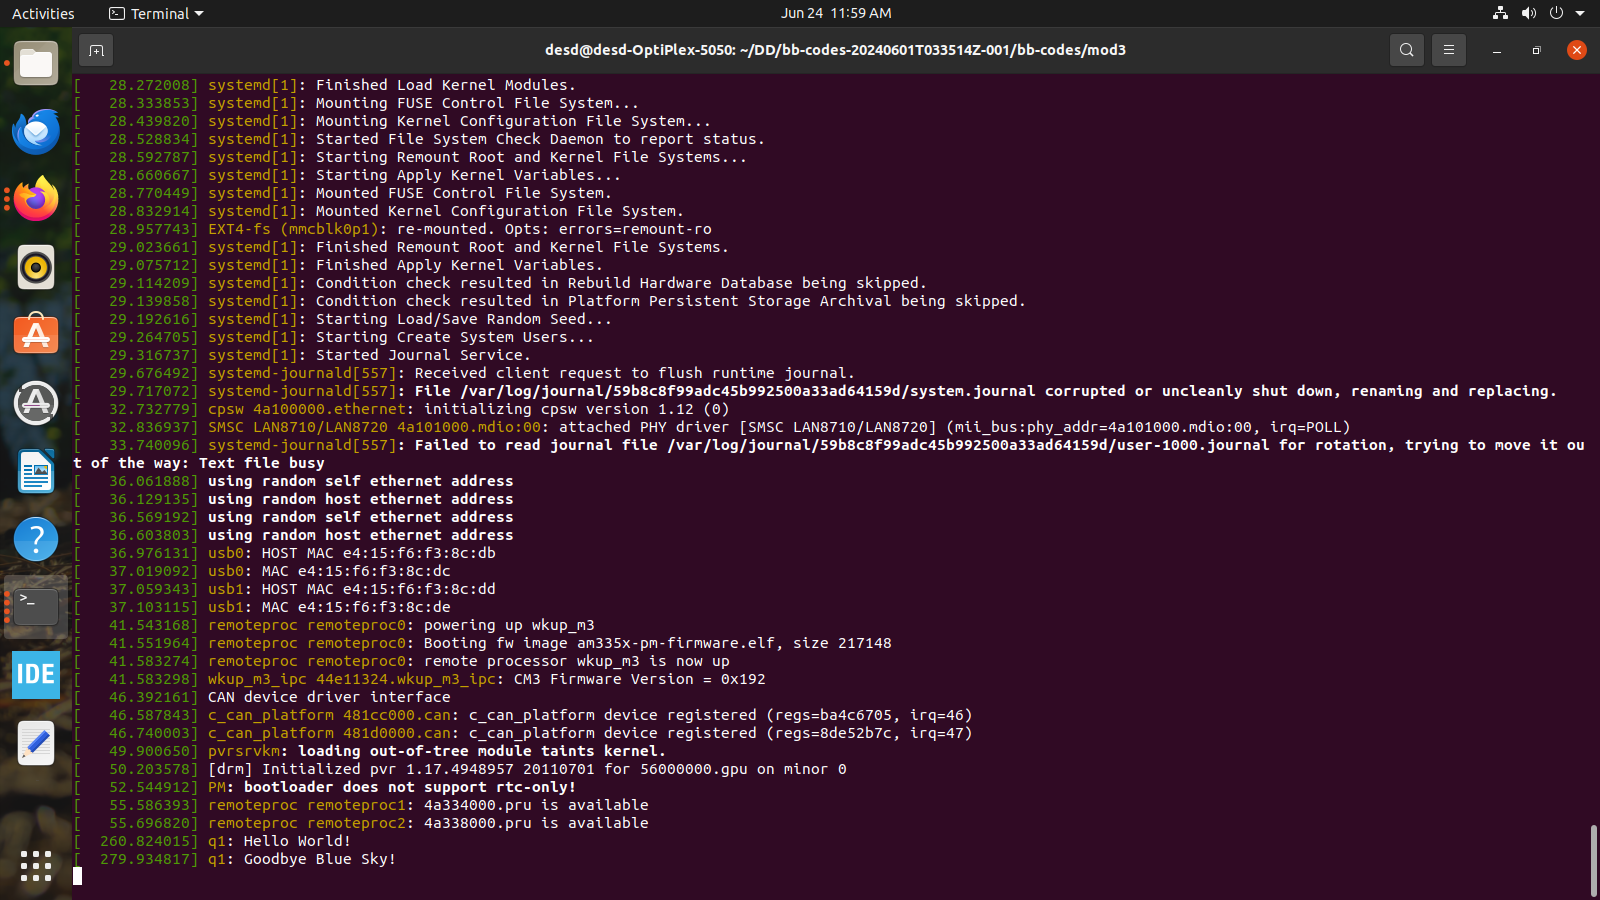 Activities Terminal Jun 24 11:59 AM
desd@desd-OptiPlex-5050: ~/DD/bb-codes-20240601T033514Z-001/bb-codes/mod3
[   28.272008] systemd[1]: Finished Load Kernel Modules.
[   28.333853] systemd[1]: Mounting FUSE Control File System...
[   28.439820] systemd[1]: Mounting Kernel Configuration File System...
[   28.528834] systemd[1]: Started File System Check Daemon to report status.
[   28.592787] systemd[1]: Starting Remount Root and Kernel File Systems...
[   28.660667] systemd[1]: Starting Apply Kernel Variables...
[   28.770449] systemd[1]: Mounted FUSE Control File System.
[   28.832914] systemd[1]: Mounted Kernel Configuration File System.
[   28.957743] EXT4-fs (mmcblk0p1): re-mounted. Opts: errors=remount-ro
[   29.023661] systemd[1]: Finished Remount Root and Kernel File Systems.
[   29.075712] systemd[1]: Finished Apply Kernel Variables.
[   29.114209] systemd[1]: Condition check resulted in Rebuild Hardware Database being skipped.
[   29.139858] systemd[1]: Condition check resulted in Platform Persistent Storage Archival being skipped.
[   29.192616] systemd[1]: Starting Load/Save Random Seed...
[   29.264705] systemd[1]: Starting Create System Users...
[   29.316737] systemd[1]: Started Journal Service.
[   29.676492] systemd-journald[557]: Received client request to flush runtime journal.
[   29.717072] systemd-journald[557]: File /var/log/journal/59b8c8f99adc45b992500a33ad64159d/system.journal corrupted or uncleanly shut down, renaming and replacing.
[   32.732779] cpsw 4a100000.ethernet: initializing cpsw version 1.12 (0)
[   32.836937] SMSC LAN8710/LAN8720 4a101000.mdio:00: attached PHY driver [SMSC LAN8710/LAN8720] (mii_bus:phy_addr=4a101000.mdio:00, irq=POLL)
[   33.740096] systemd-journald[557]: Failed to read journal file /var/log/journal/59b8c8f99adc45b992500a33ad64159d/user-1000.journal for rotation, trying to move it ou
t of the way: Text file busy
[   36.061888] using random self ethernet address
[   36.129135] using random host ethernet address
[   36.569192] using random self ethernet address
[   36.603803] using random host ethernet address
[   36.976131] usb0: HOST MAC e4:15:f6:f3:8c:db
[   37.019092] usb0: MAC e4:15:f6:f3:8c:dc
[   37.059343] usb1: HOST MAC e4:15:f6:f3:8c:dd
[   37.103115] usb1: MAC e4:15:f6:f3:8c:de
[   41.543168] remoteproc remoteproc0: powering up wkup_m3
[   41.551964] remoteproc remoteproc0: Booting fw image am335x-pm-firmware.elf, size 217148
[   41.583274] remoteproc remoteproc0: remote processor wkup_m3 is now up
[   41.583298] wkup_m3_ipc 44e11324.wkup_m3_ipc: CM3 Firmware Version = 0x192
[   46.392161] CAN device driver interface
[   46.587843] c_can_platform 481cc000.can: c_can_platform device registered (regs=ba4c6705, irq=46)
[   46.740003] c_can_platform 481d0000.can: c_can_platform device registered (regs=8de52b7c, irq=47)
[   49.900650] pvrsrvkm: loading out-of-tree module taints kernel.
[   50.203578] [drm] Initialized pvr 1.17.4948957 20110701 for 56000000.gpu on minor 0
[   52.544912] PM: bootloader does not support rtc-only!
[   55.586393] remoteproc remoteproc1: 4a334000.pru is available
[   55.696820] remoteproc remoteproc2: 4a338000.pru is available
[  260.824015] q1: Hello World!
[  279.934817] q1: Goodbye Blue Sky!
IDE